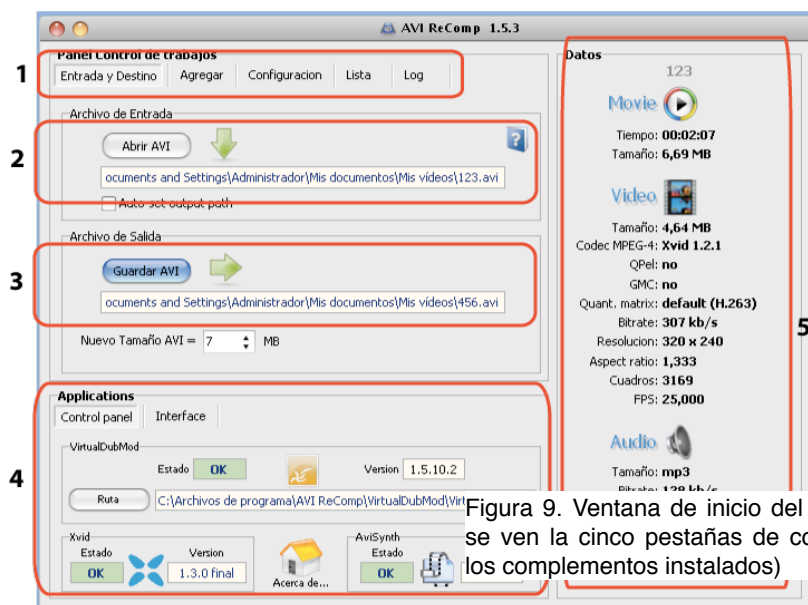 AVI ReComp 1.5.3
Panel Control de trabajos
1
Entrada y Destino Agregar Configuracion Lista Log
Archivo de Entrada
2
Abrir AVI
ocuments and Settings\Administrador\Mis documentos\Mis vídeos\123.avi
Auto-set output path
Archivo de Salida
3
Guardar AVI
ocuments and Settings\Administrador\Mis documentos\Mis vídeos\456.avi
Nuevo Tamaño AVI = 7 MB
Applications
Control panel Interface
4
VirtualDubMod
Estado OK Version 1.5.10.2
Ruta C:\Archivos de programa\AVI ReComp\VirtualDubMod\Virt
Xvid
Estado Version
OK 1.3.0 final
Acerca de...
AviSynth
Estado
OK
Datos
123
Movie
Tiempo: 00:02:07
Tamaño: 6,69 MB
Video
Tamaño: 4,64 MB
Codec MPEG-4: Xvid 1.2.1
QPel: no
GMC: no
Quant. matrix: default (H.263)
Bitrate: 307 kb/s
5
Resolucion: 320 x 240
Aspect ratio: 1,333
Cuadros: 3169
FPS: 25,000
Audio
Tamaño: mp3
Bitrate: 128 kb/s
Figura 9. Ventana de inicio del
se ven la cinco pestañas de co
los complementos instalados)